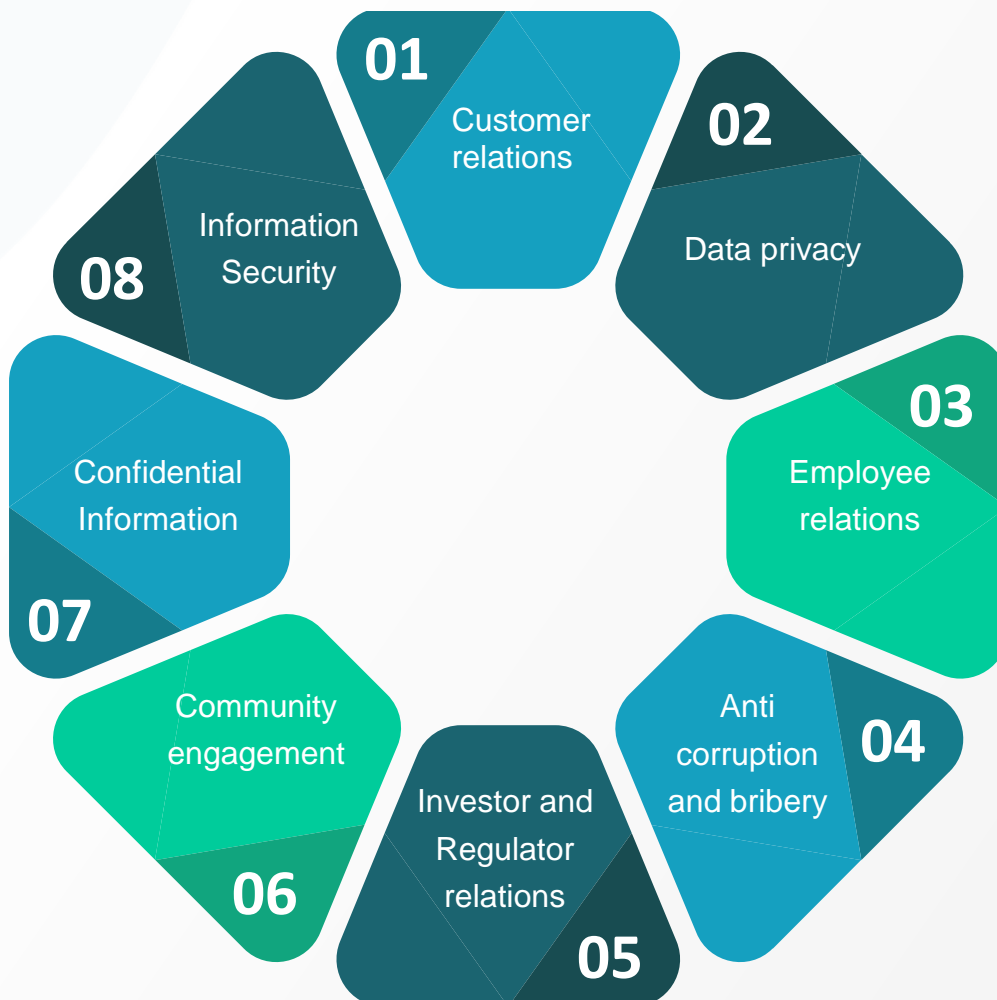 01
Customer
relations
02
Data privacy
03
Employee
relations
04
Anti
corruption
and bribery
05
Investor and
Regulator
relations
06
Community
engagement
07
Confidential
Information
08
Information
Security